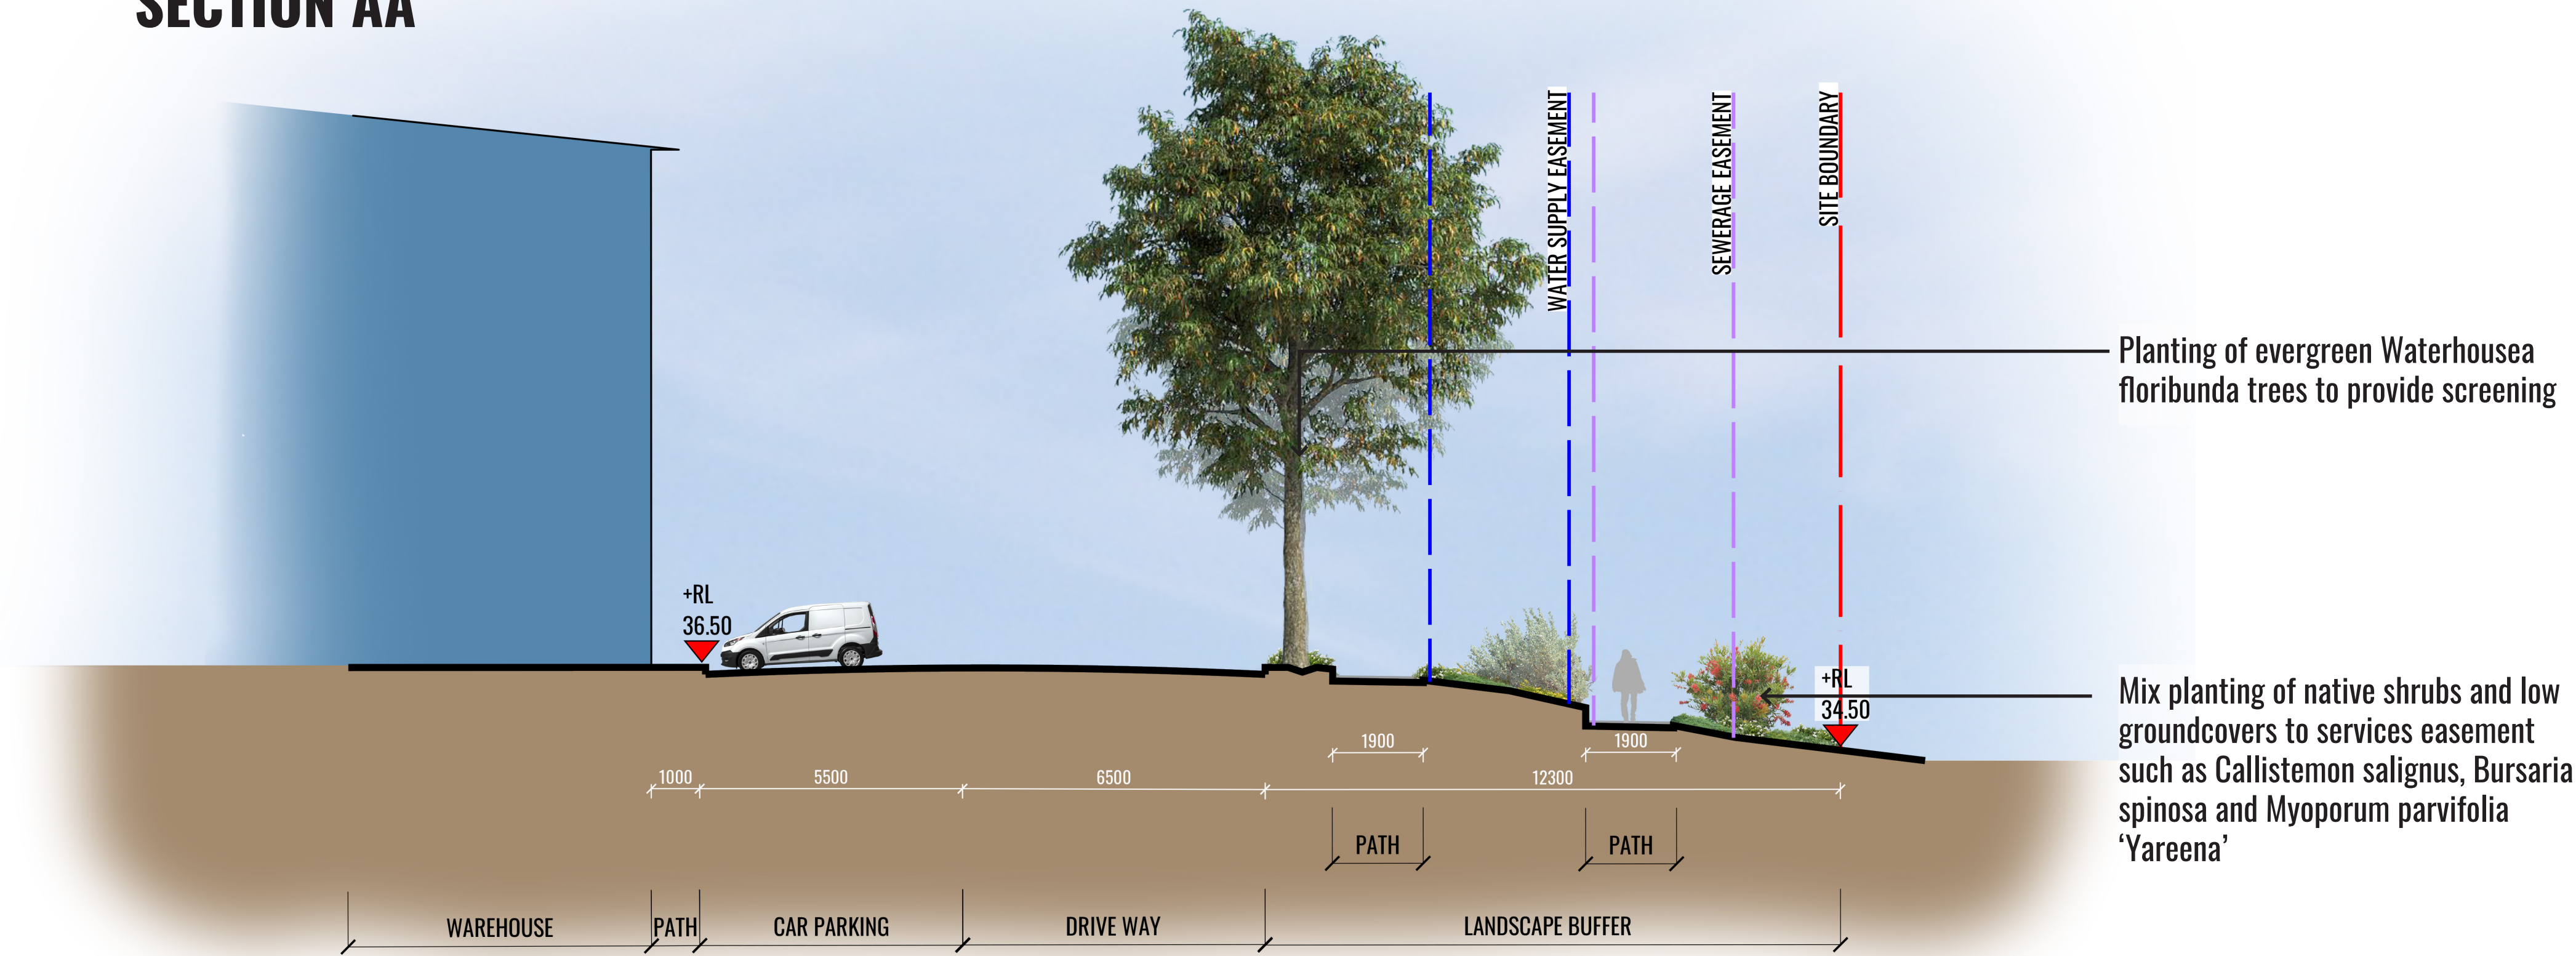 SECTION AA
WATER SUPPLY EASEMENT
SEWERAGE EASEMENT
SITE BOUNDARY
Planting of evergreen Waterhousea
floribunda trees to provide screening
+RL
36.50
+RL
34.50
Mix planting of native shrubs and low
groundcovers to services easement
such as Callistemon salignus, Bursaria
spinosa and Myoporum parvifolia
‘Yareena’
1900
1900
1000
5500
6500
12300
PATH
PATH
WAREHOUSE
PATH
CAR PARKING
DRIVE WAY
LANDSCAPE BUFFER